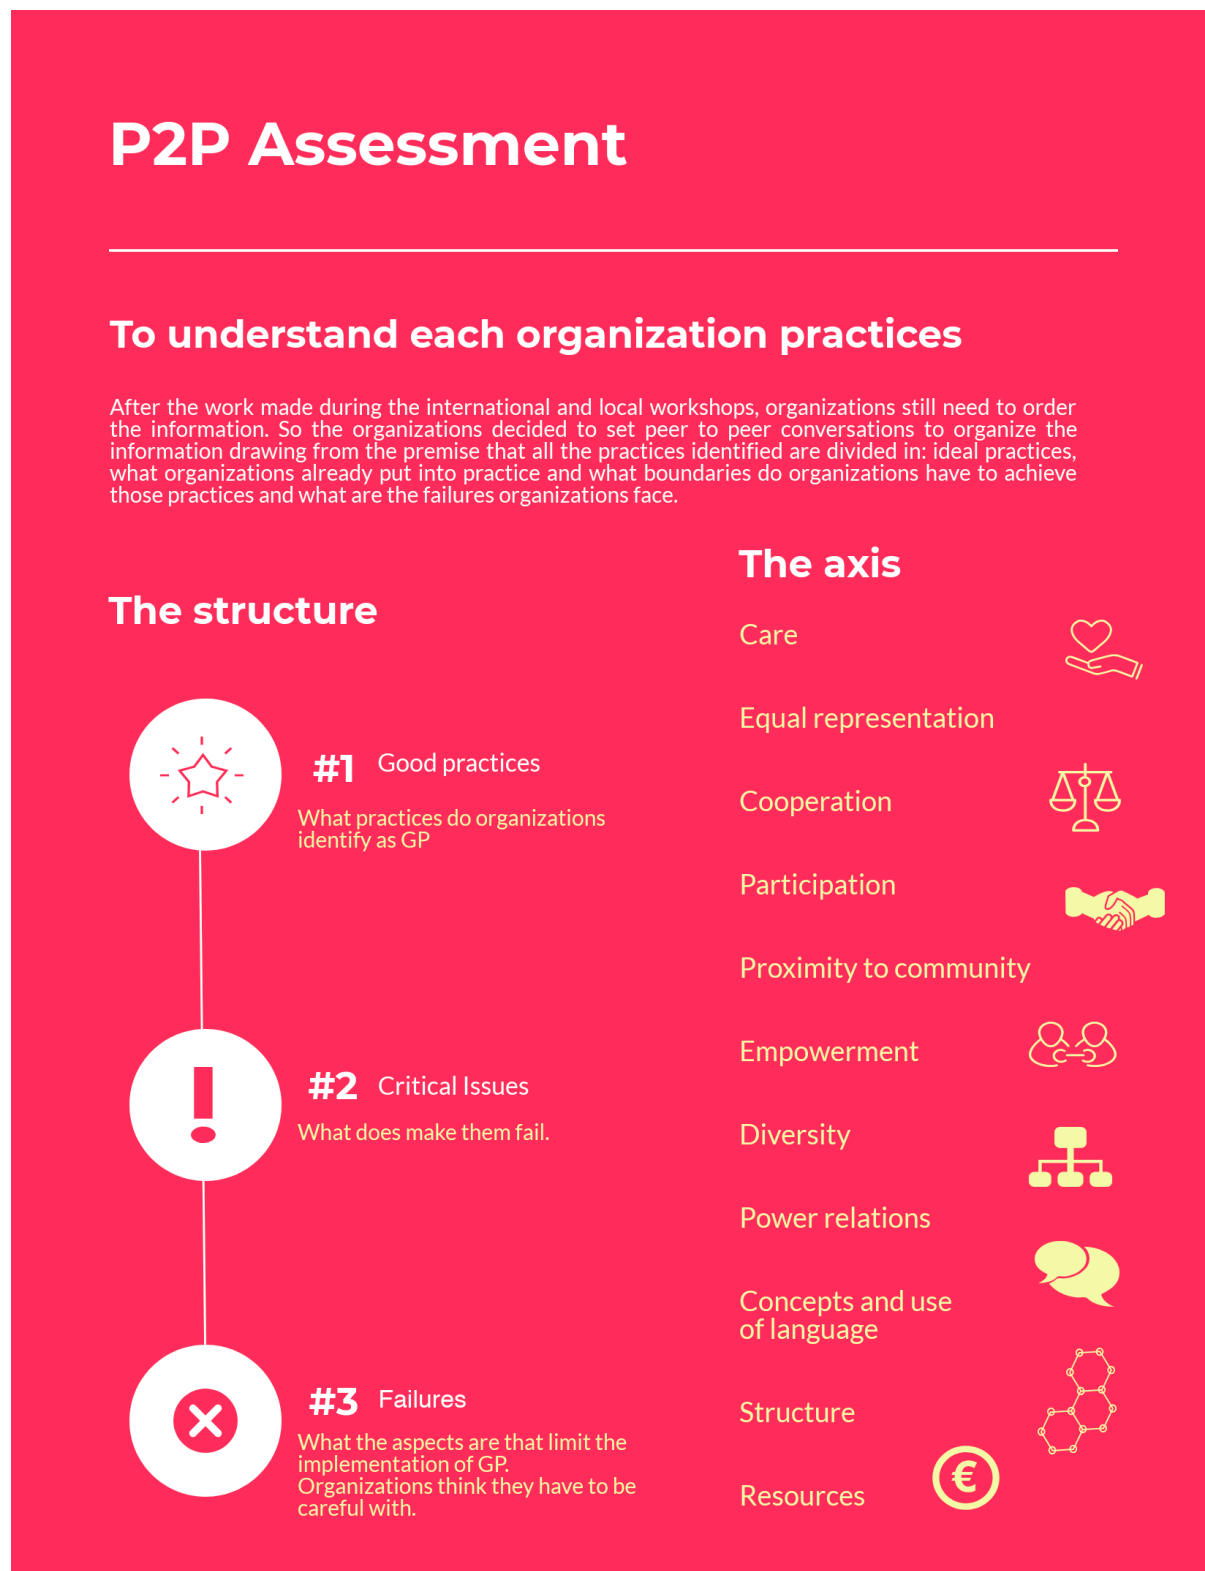 P2P Assessment
To understand each organization practices
After the work made during the international and local workshops, organizations still need to order
the information. So the organizations decided to set peer to peer conversations to organize the
information drawing from the premise that all the practices identified are divided in: ideal practices,
what organizations already put into practice and what boundaries do organizations have to achieve
those practices and what are the failures organizations face.
The structure
#1 Good practices
What practices do organizations
identify as GP
#2 Critical Issues
What does make them fail.
#3 Failures
What the aspects are that limit the
implementation of GP.
Organizations think they have to be
careful with.
The axis
Care
Equal representation
Cooperation
Participation
Proximity to community
Empowerment
Diversity
Power relations
Concepts and use
of language
Structure
Resources
€